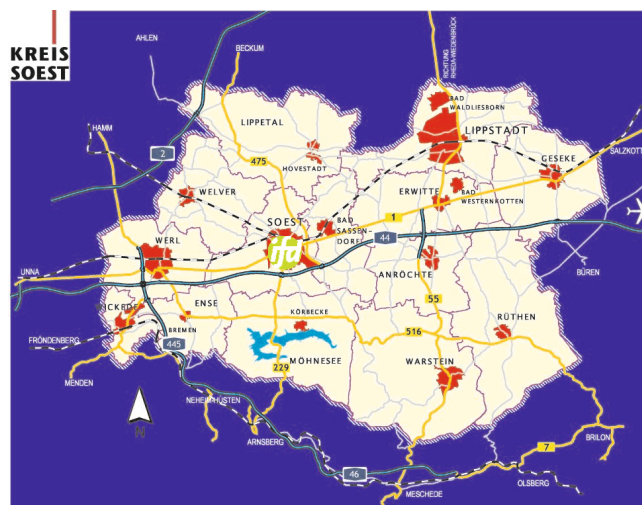 KREIS
SOEST
AHLEN
BECKUM
RICHTUNG
RHEDA-WIEDENBRÜCK
BAD
WALDLIESBORN
LIPPETAL
LIPPSTADT
HAMM
2
475
HOVESTADT
GESEKE
SALZKOTT
WELVER
ERWITTE
BAD
WESTERNKOTTEN
SOEST
ifa
BAD
SASSEN-
DORF
1
44
WERL
UNNA
ANRÖCHTE
BÜREN
55
ENSE
KÖRBECKE
RÜTHEN
BREMEN
516
FRÖNDENBERG
445
MÖHNESEE
WARSTEIN
229
MENDEN
NEHEIM-HÜSTEN
N
ARNSBERG
BRILON
7
46
OLSBERG
MESCHEDE